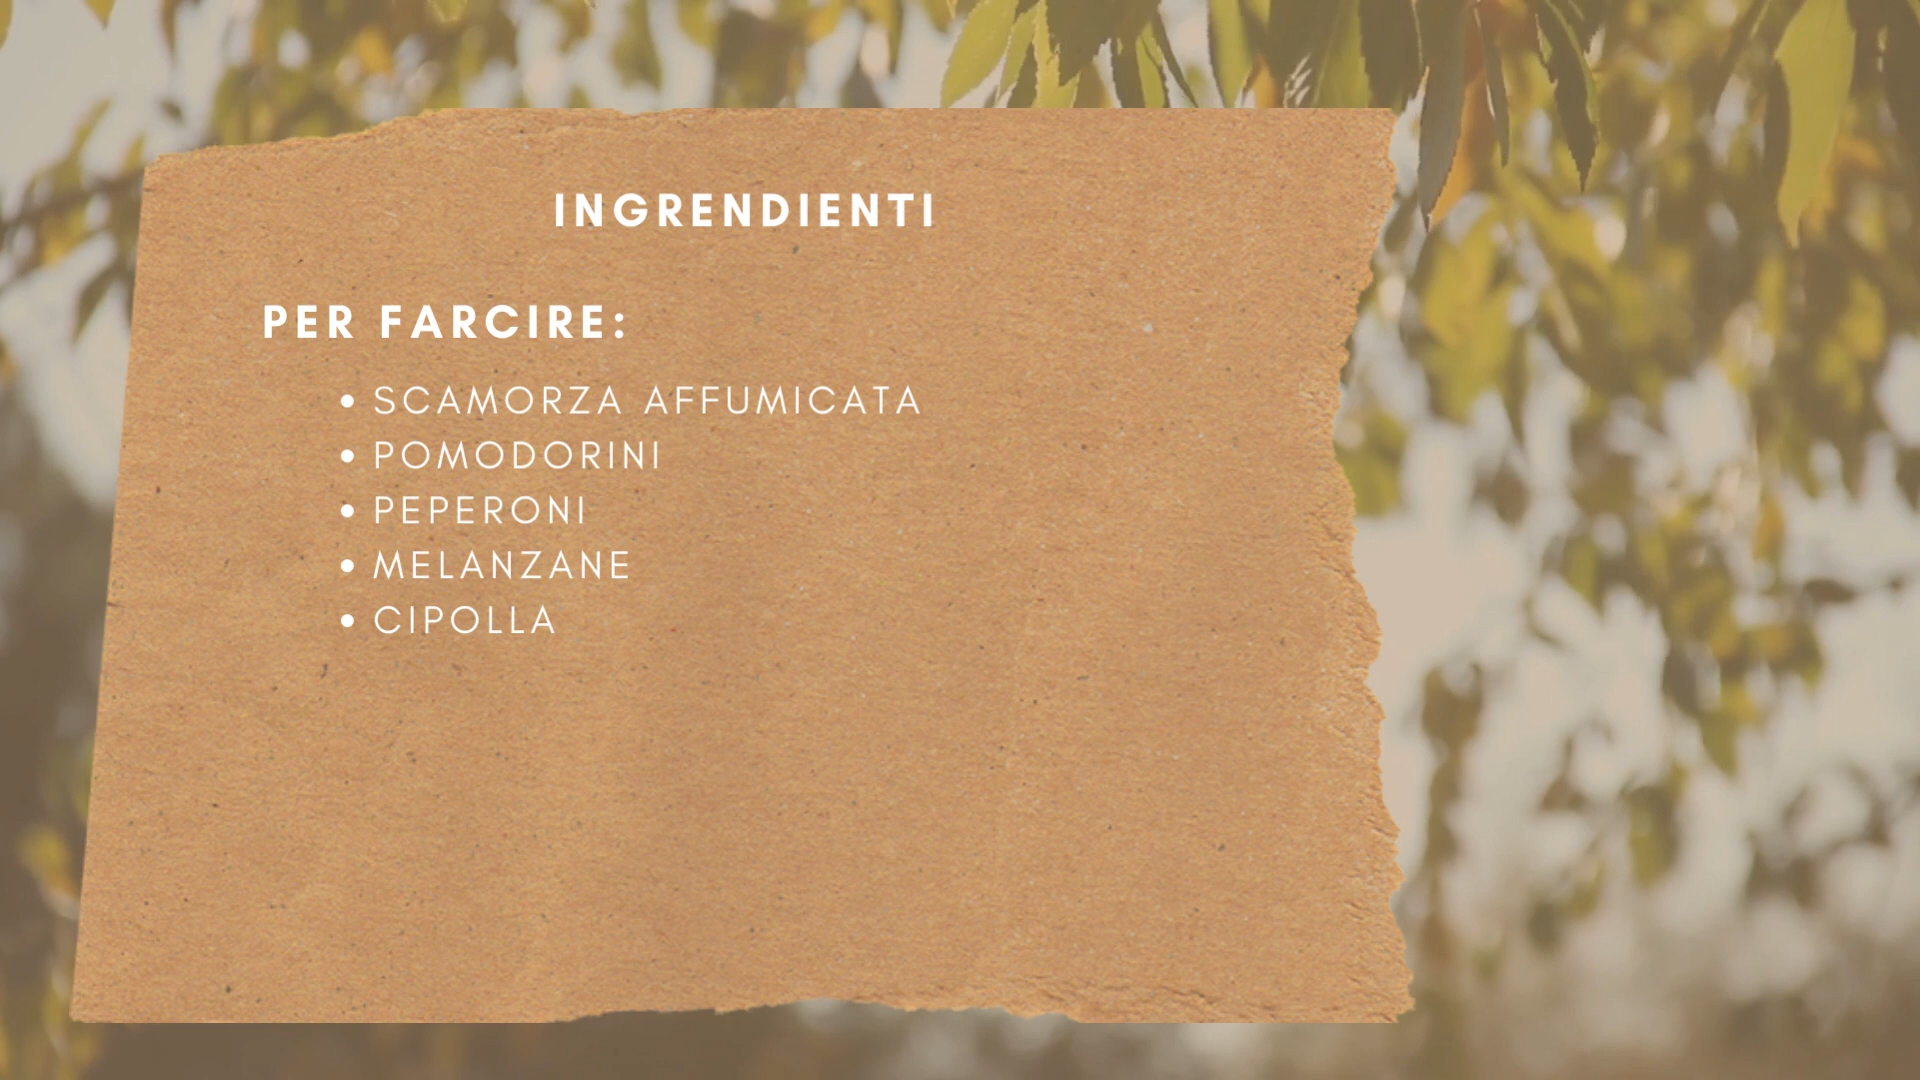 INGRENDIENTI
PER FARCIRE:
• SCAMORZA AFFUMICATA
• POMODORINI
• PEPERONI
• MELANZANE
• CIPOLLA